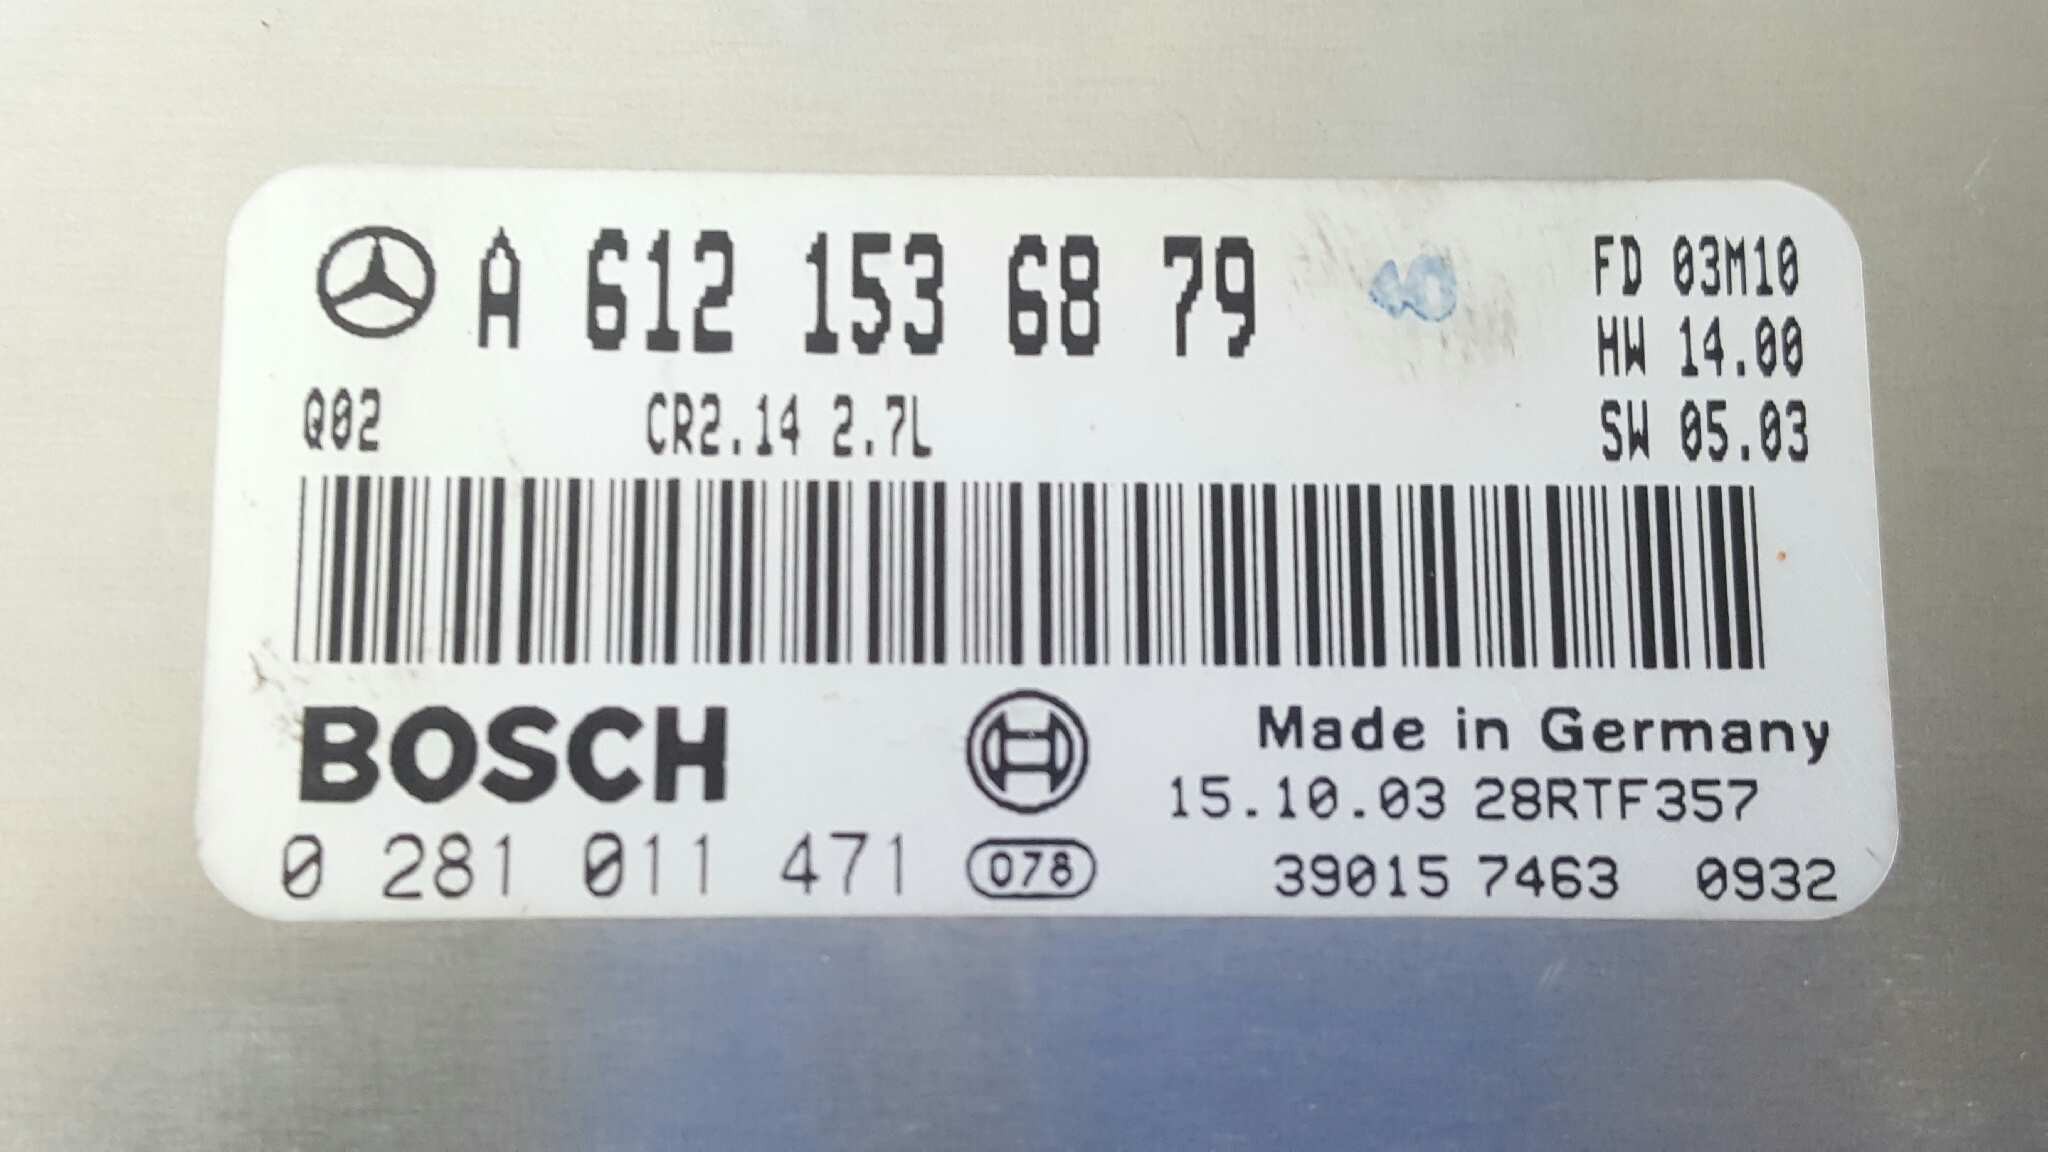 A 612 153 68 79
FD 03M10
HW 14.00
Q02 CR2.14 2.7L
SW 05.03
BOSCH
Made in Germany
15.10.03 28RTF357
0 281 011 471
078
39015 7463 0932